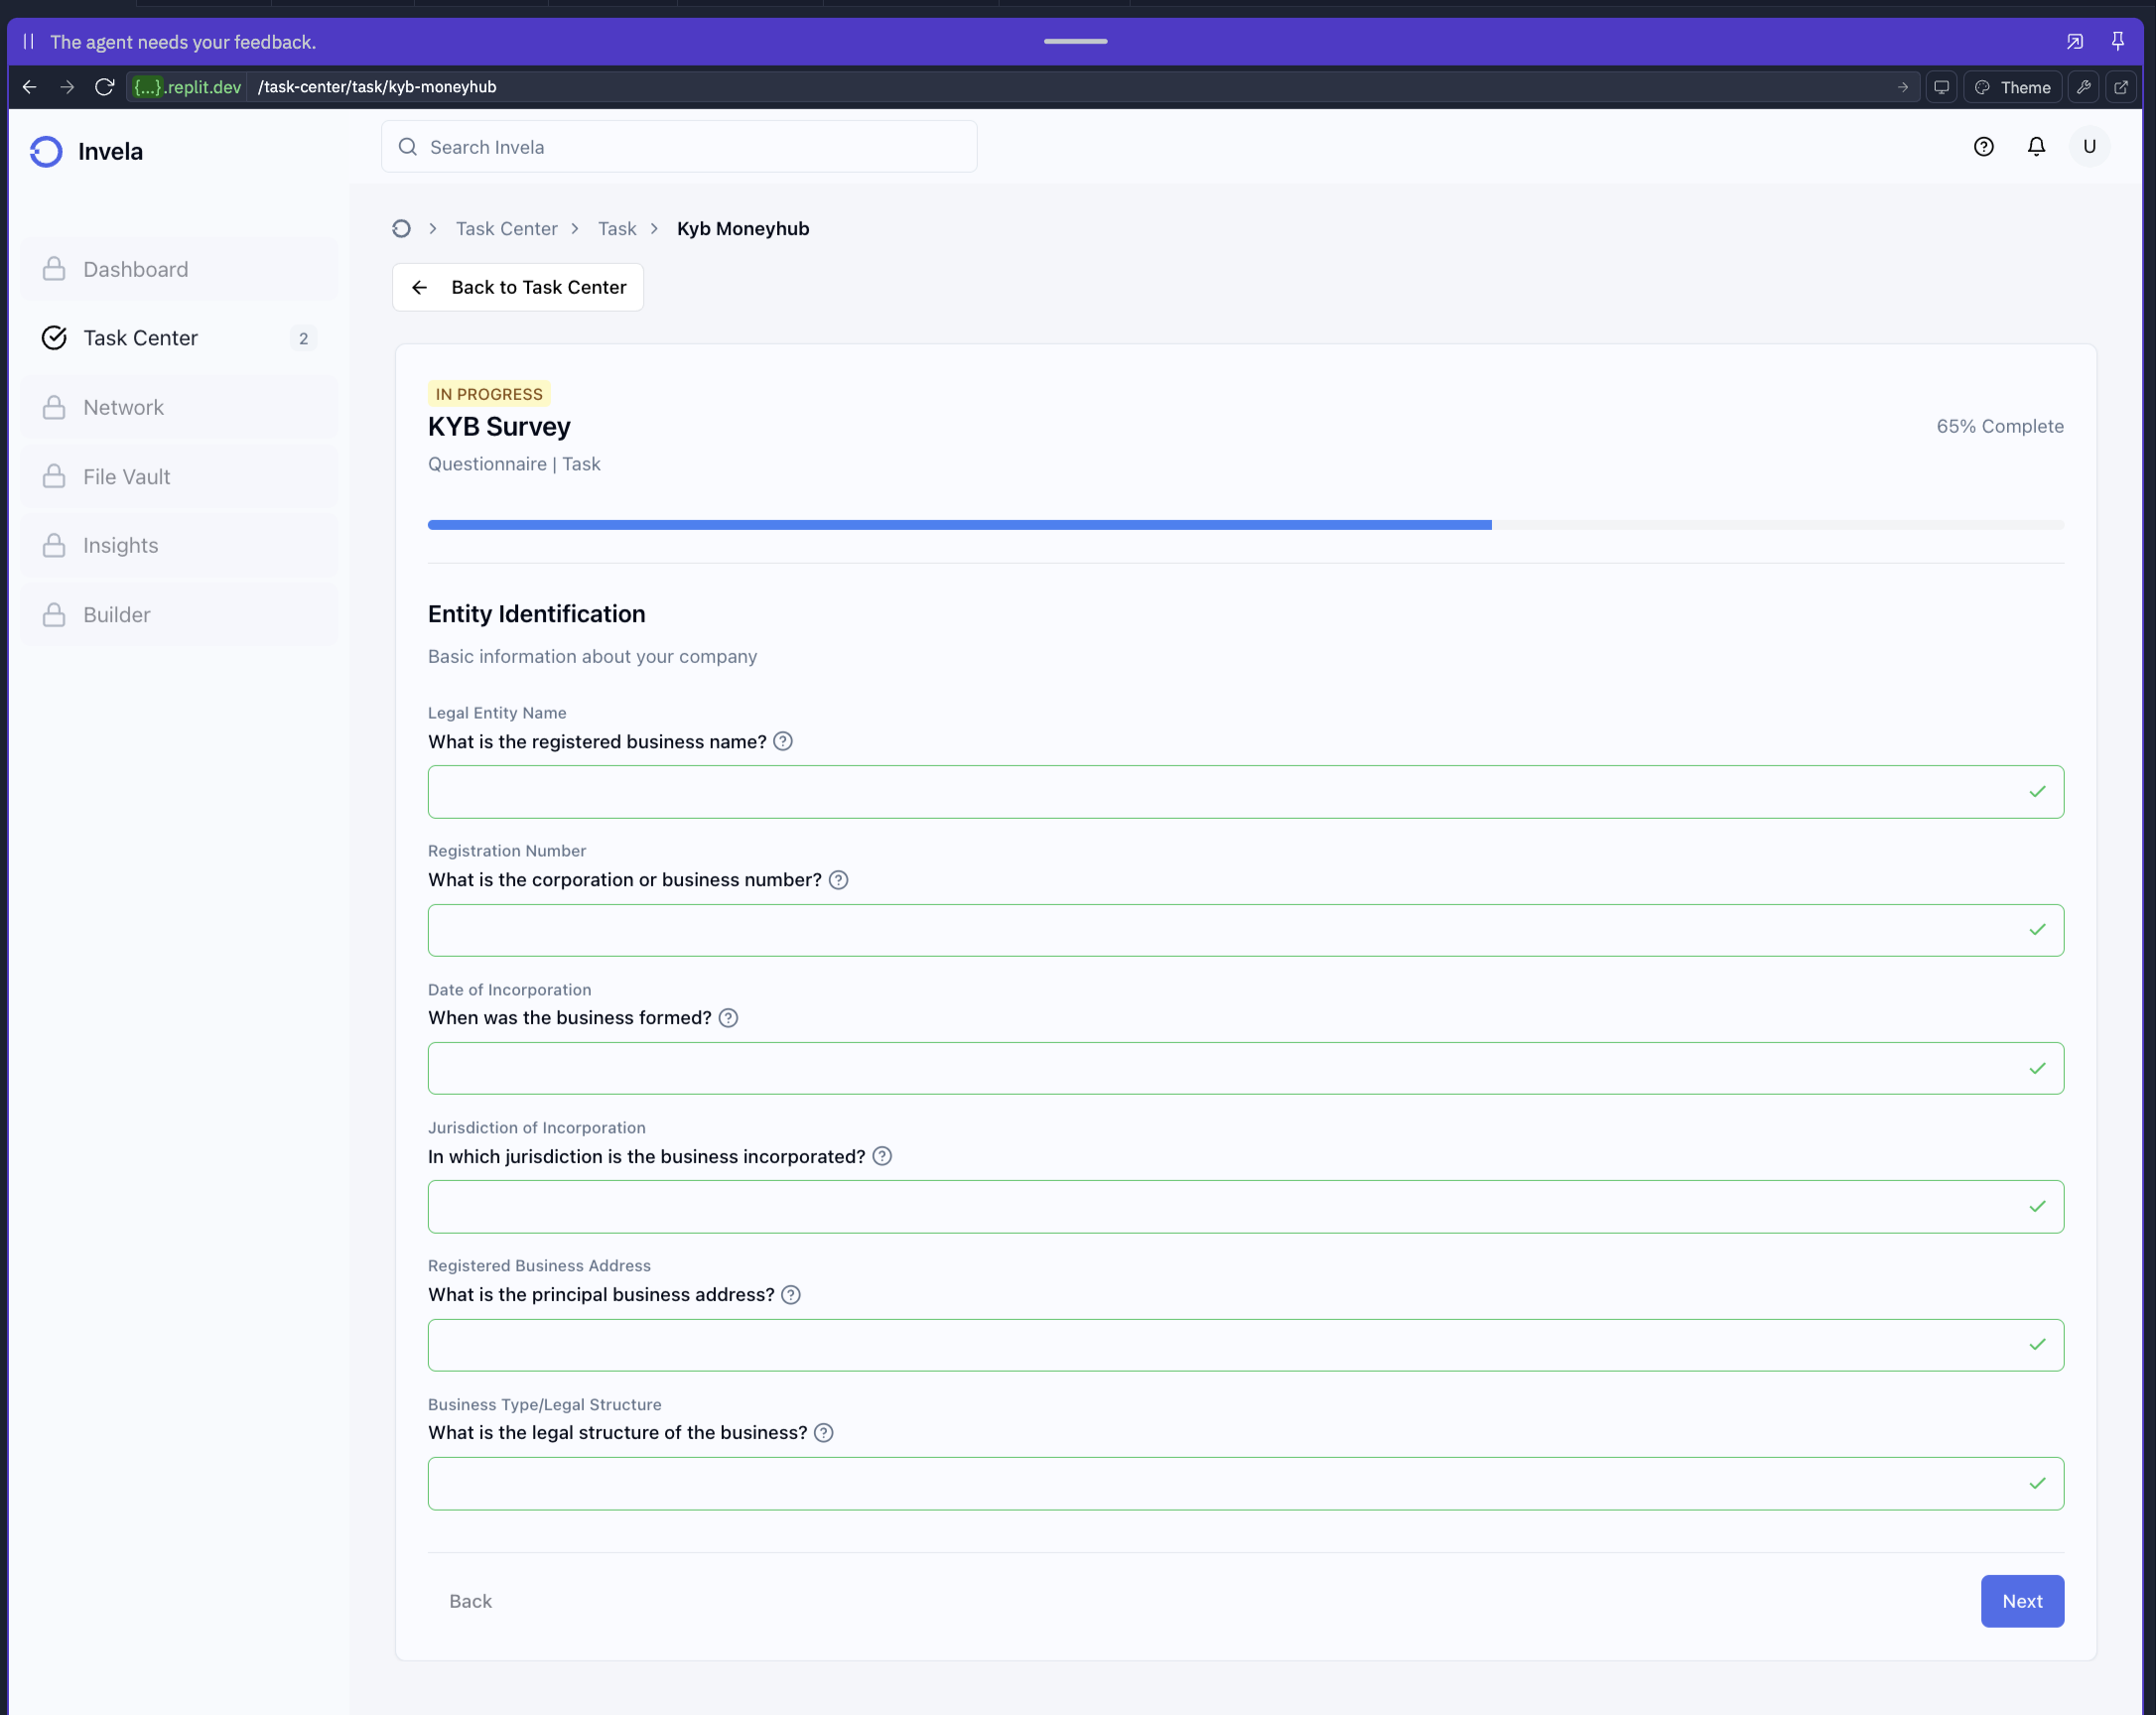 The agent needs your feedback.
{...}.replit.dev /task-center/task/kyb-moneyhub
Theme
Invela
Search Invela
U
Dashboard
Task Center 2
Network
File Vault
Insights
Builder
Task Center > Task > Kyb Moneyhub
Back to Task Center
IN PROGRESS
KYB Survey
65% Complete
Questionnaire | Task
Entity Identification
Basic information about your company
Legal Entity Name
What is the registered business name?
Registration Number
What is the corporation or business number?
Date of Incorporation
When was the business formed?
Jurisdiction of Incorporation
In which jurisdiction is the business incorporated?
Registered Business Address
What is the principal business address?
Business Type/Legal Structure
What is the legal structure of the business?
Back
Next